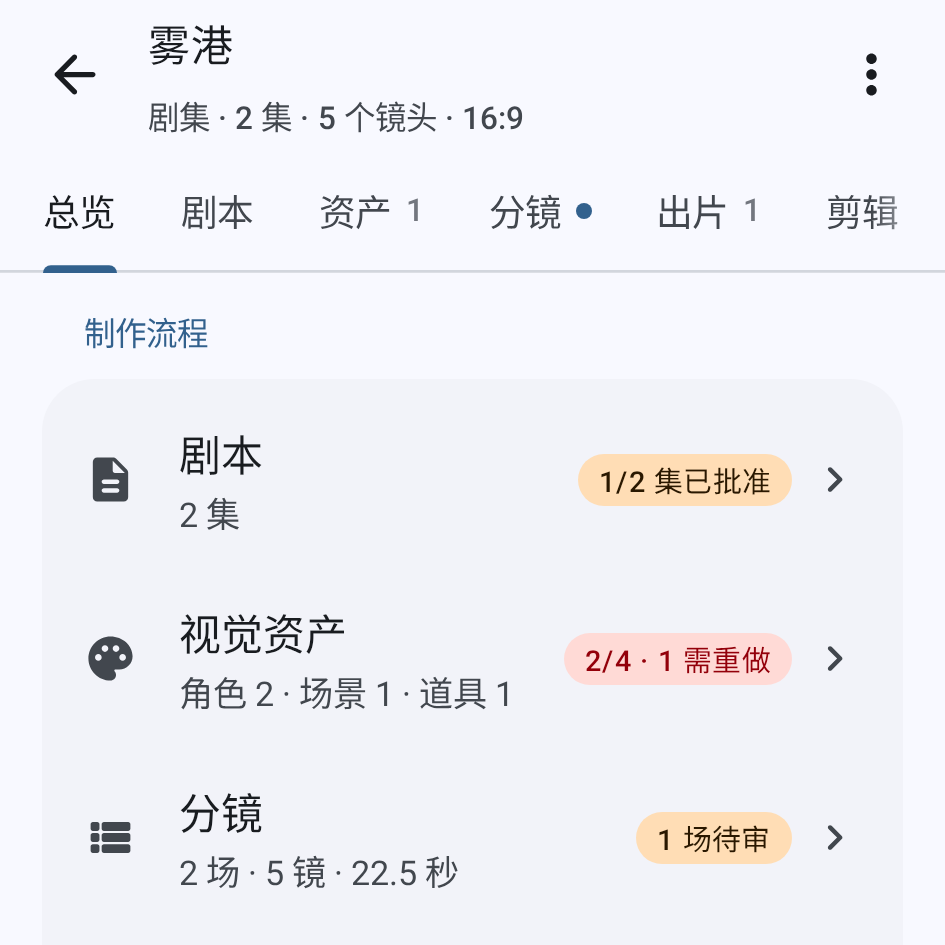 雾港
剧集 · 2 集 · 5 个镜头 · 16:9
总览 剧本 资产 1 分镜 出片 1 剪辑
制作流程
剧本
2 集
1/2 集已批准
视觉资产
角色 2 · 场景 1 · 道具 1
2/4 · 1 需重做
分镜
2 场 · 5 镜 · 22.5 秒
1 场待审